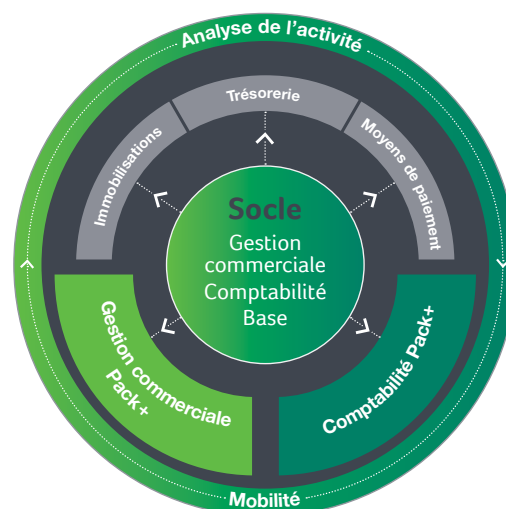 Analyse de l’activité
Trésorerie
Immobilisations
Moyens de paiement
Socle
Gestion
commerciale
Comptabilité
Base
Gestion commerciale
Pack+
Comptabilité Pack+
Mobilité